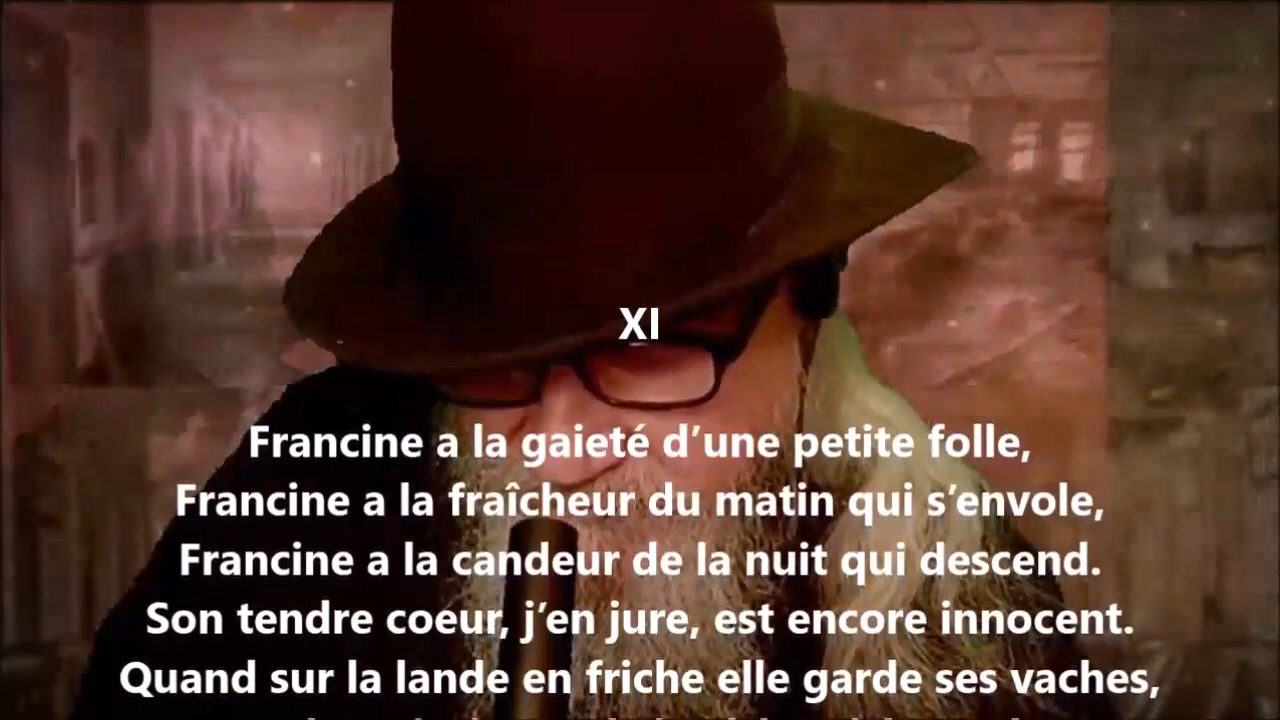 XI
Francine a la gaieté d’une petite folle,
Francine a la fraîcheur du matin qui s’envole,
Francine a la candeur de la nuit qui descend.
Son tendre coeur, j’en jure, est encore innocent.
Quand sur la lande en friche elle garde ses vaches,